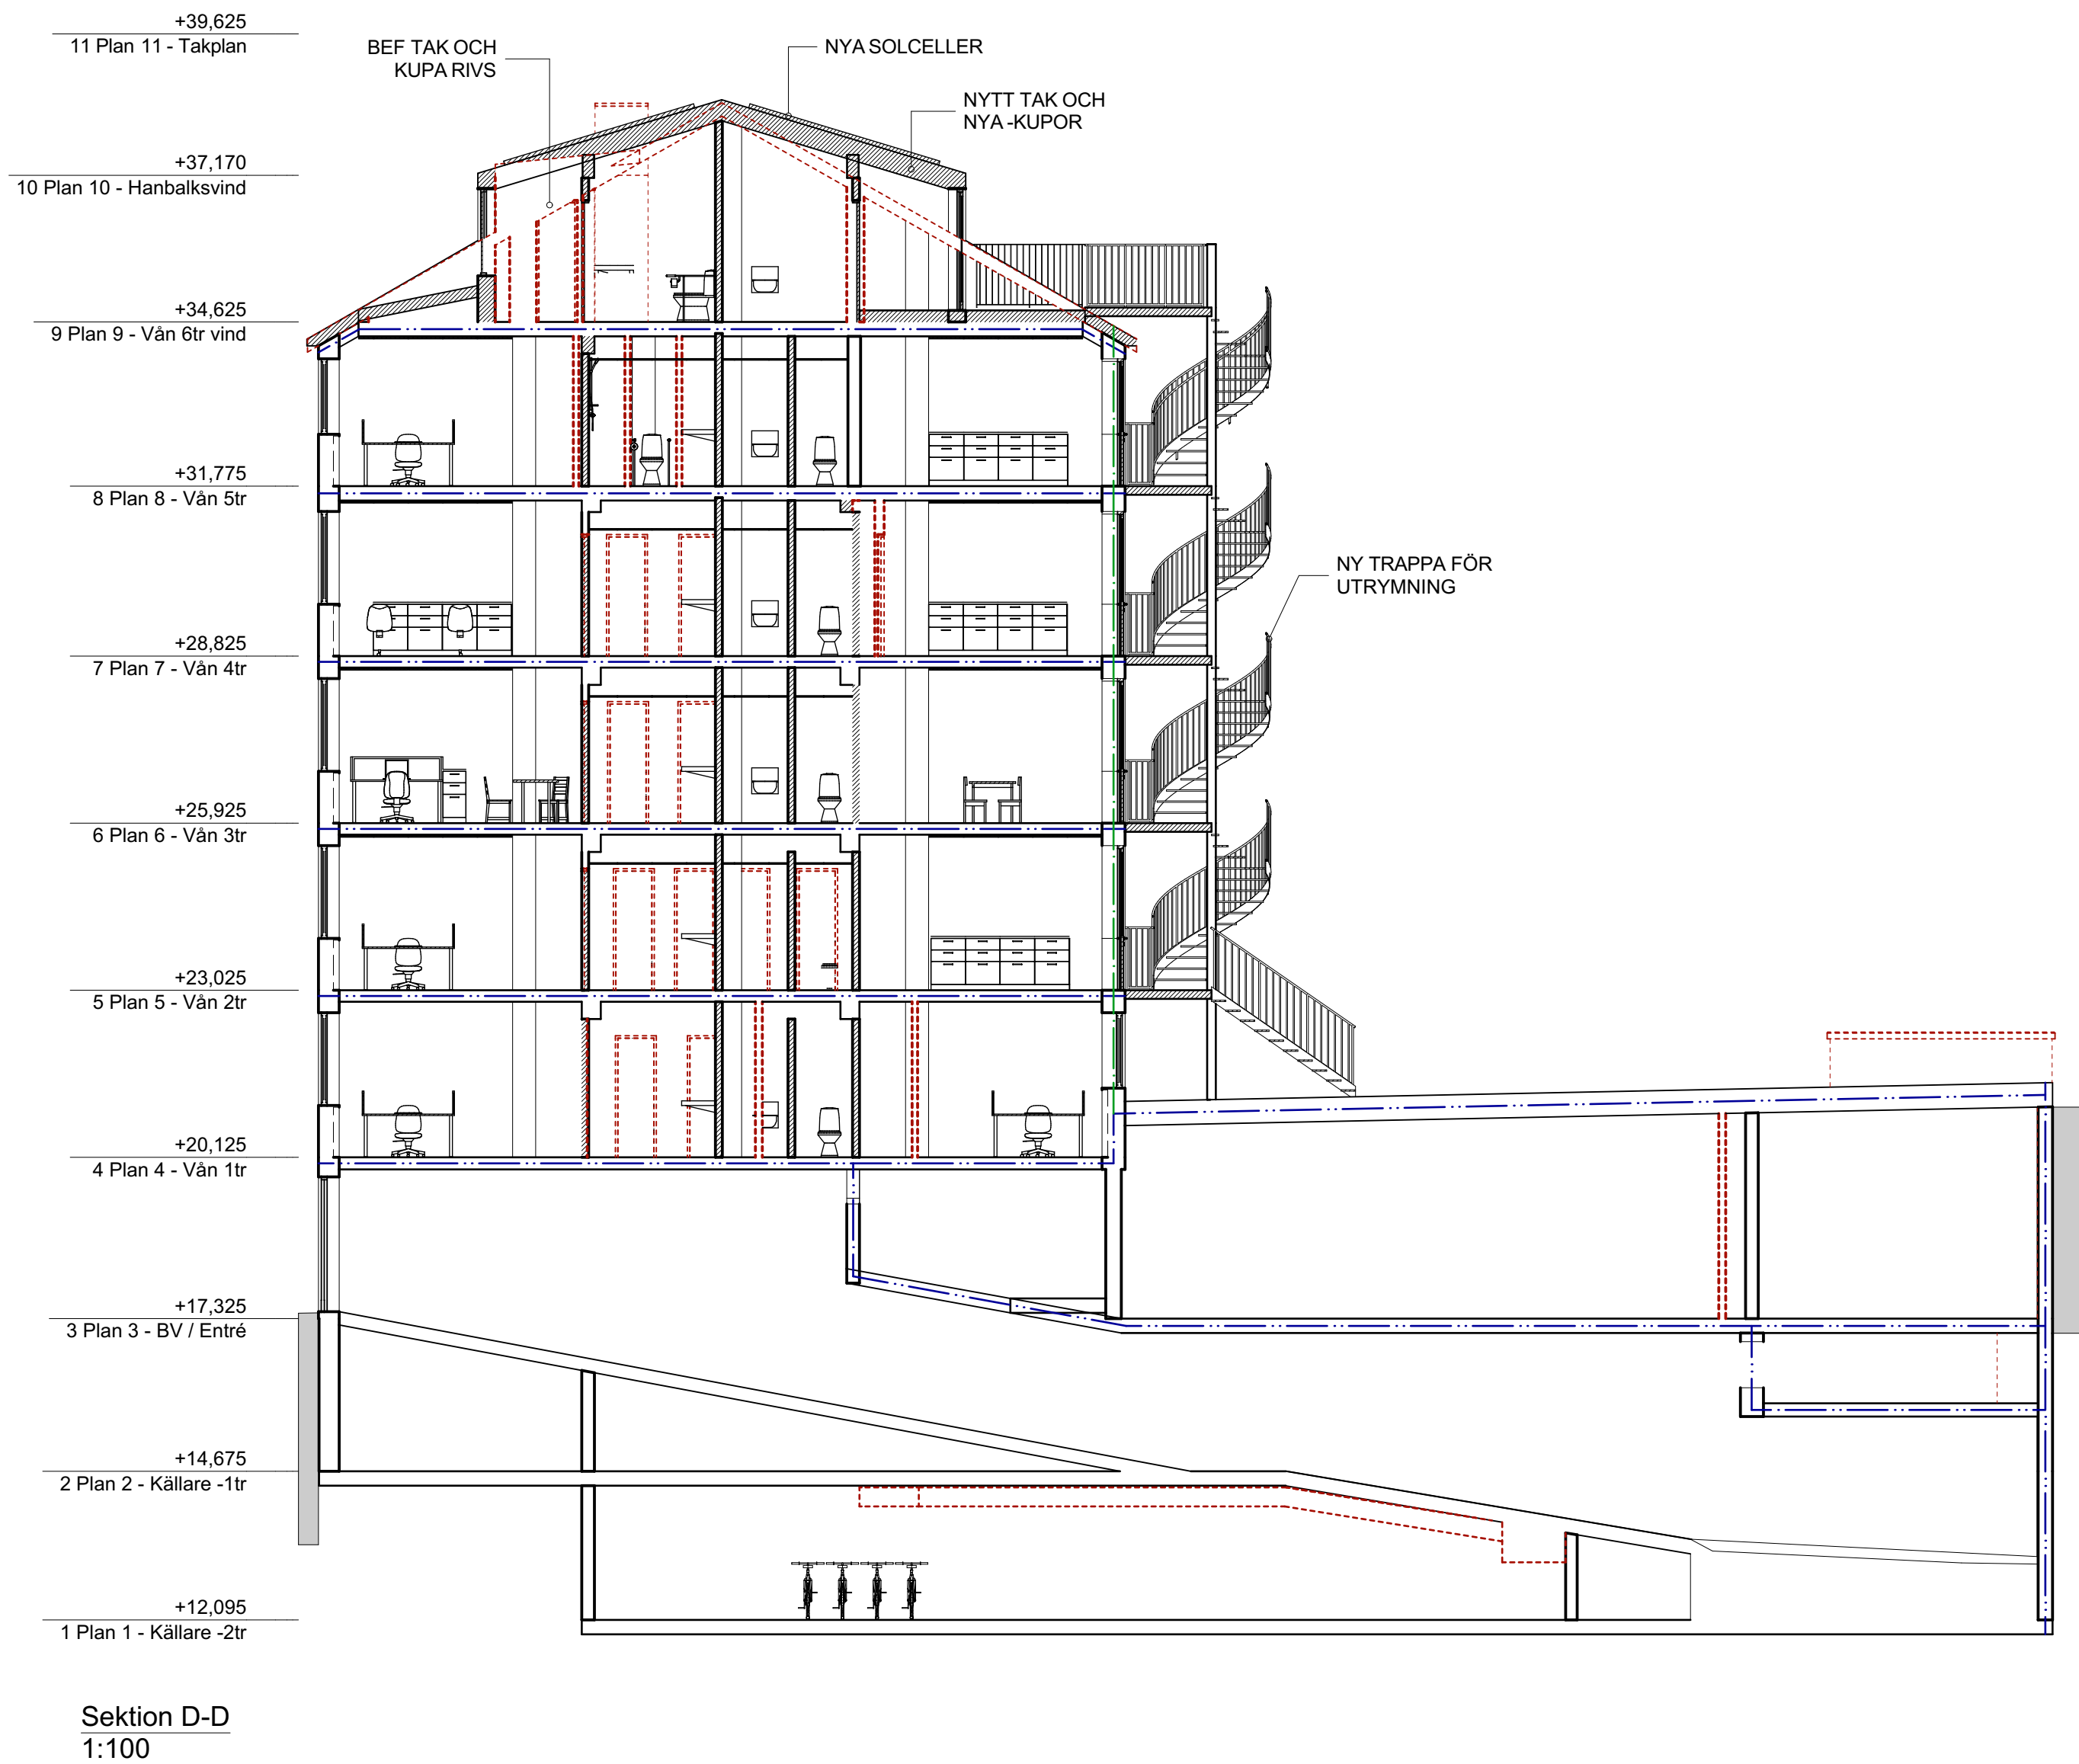 +39,625
11 Plan 11 - Takplan
BEF TAK OCH
KUPA RIVS
NYA SOLCELLER
NYTT TAK OCH
NYA -KUPOR
+37,170
10 Plan 10 - Hanbalksvind
+34,625
9 Plan 9 - Vån 6tr vind
+31,775
8 Plan 8 - Vån 5tr
NY TRAPPA FÖR
UTRYMNING
+28,825
7 Plan 7 - Vån 4tr
+25,925
6 Plan 6 - Vån 3tr
+23,025
5 Plan 5 - Vån 2tr
+20,125
4 Plan 4 - Vån 1tr
+17,325
3 Plan 3 - BV / Entré
+14,675
2 Plan 2 - Källare -1tr
+12,095
1 Plan 1 - Källare -2tr
Sektion D-D
1:100